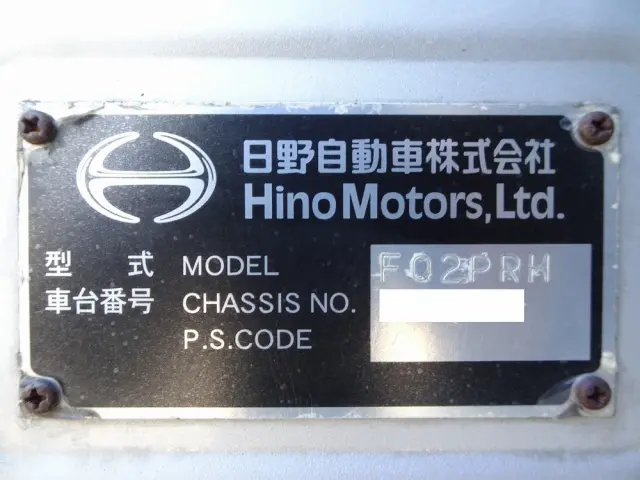 日野自動車株式会社
Hino Motors, Ltd.
型 式 MODEL FQ2PRH
車台番号 CHASSIS NO.
P.S.CODE